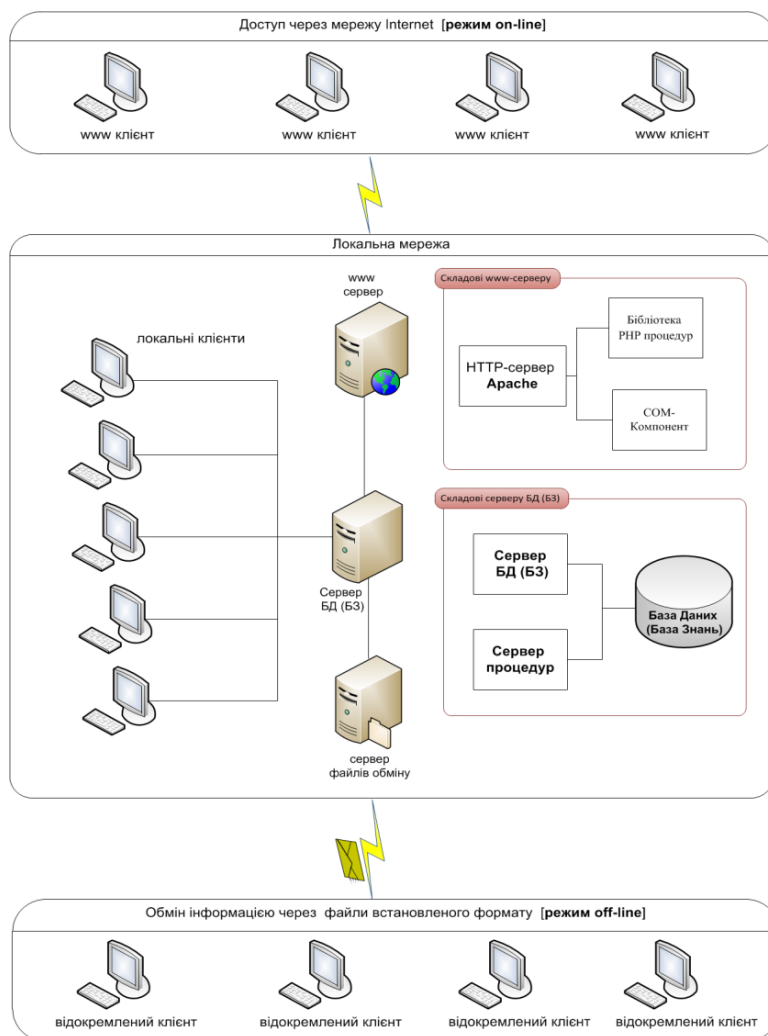 Доступ через мережу Internet [режим on-line]
www клієнт
www клієнт
www клієнт
www клієнт
Локальна мережа
www
сервер
локальні клієнти
Складові www-серверу
HTTP-сервер
Apache
Бібліотека
PHP процедур
COM-
Компонент
Сервер
БД (БЗ)
Складові серверу БД (БЗ)
Сервер
БД (БЗ)
Сервер
процедур
База Даних
(База Знань)
сервер
файлів обміну
Обмін інформацією через файли встановленого формату [режим off-line]
відокремлений клієнт
відокремлений клієнт
відокремлений клієнт
відокремлений клієнт